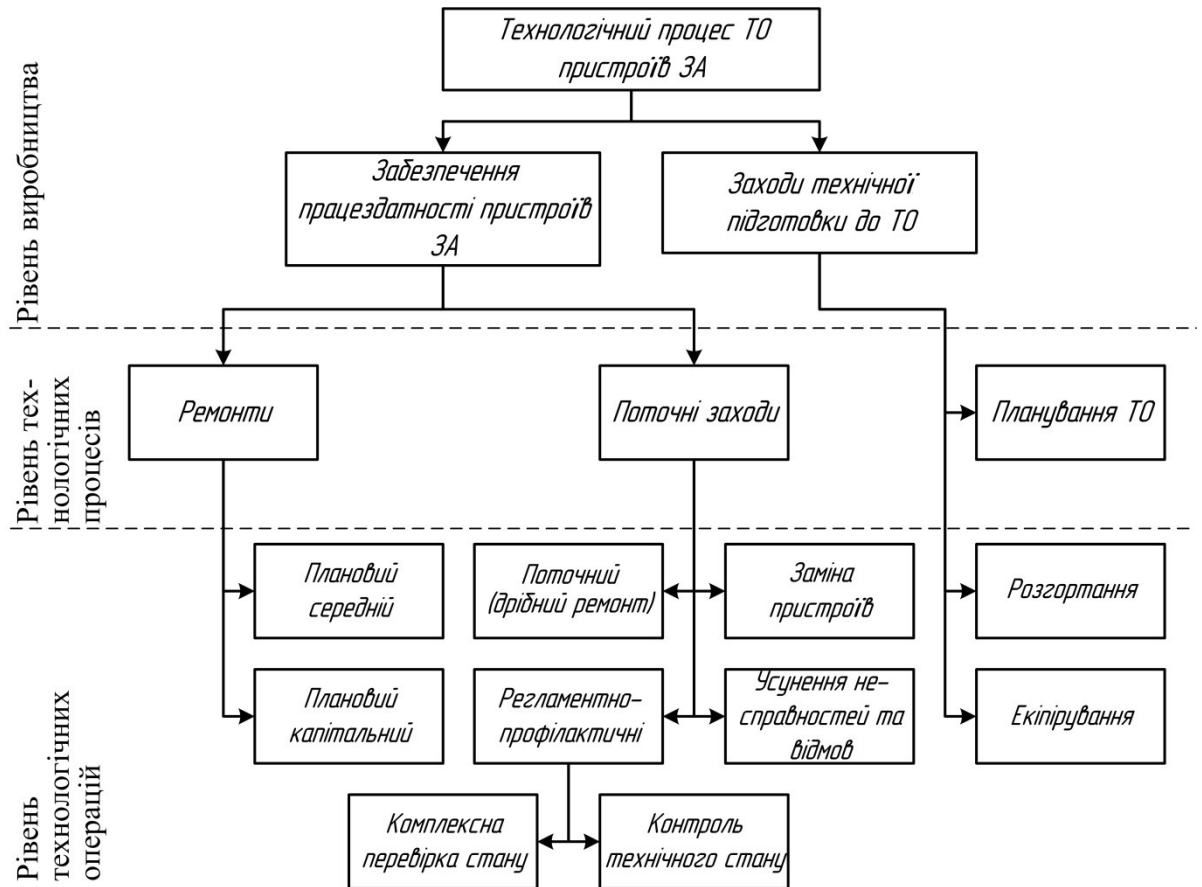 Рівень виробництва
Технологічний процес ТО
пристроїв ЗА
Забезпечення
працездатності пристроїв
ЗА
Заходи технічної
підготовки до ТО
Рівень тех-
нологічних
процесів
Ремонти
Поточні заходи
Планування ТО
Рівень
технологічних
операцій
Плановий
середній
Поточний
(дрібний ремонт)
Заміна
пристроїв
Розгортання
Плановий
капітальний
Регламентно-
профілактичні
Усунення не-
справностей та
відмов
Екіпірування
Комплексна
перевірка стану
Контроль
технічного стану